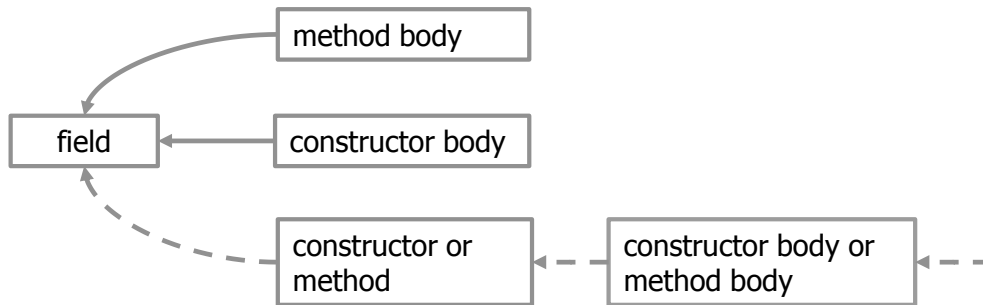 method body
field
constructor body
constructor or
method
constructor body or
method body